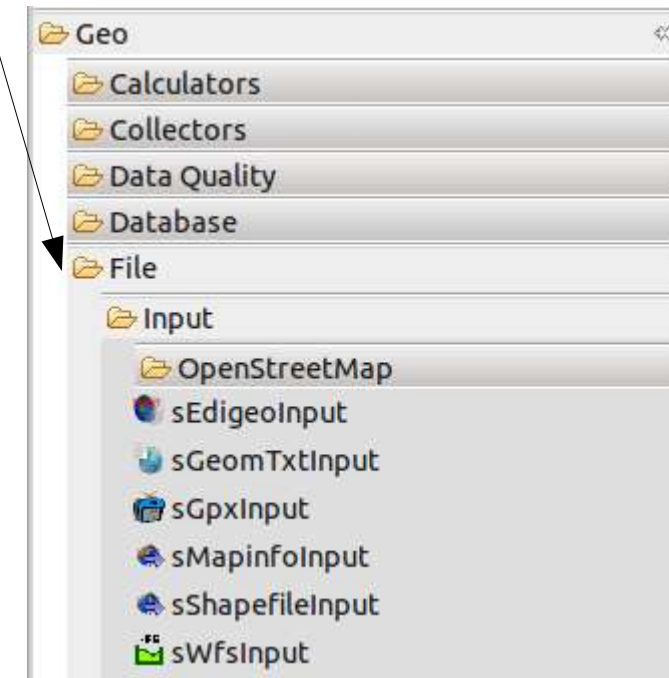 Geo
Calculators
Collectors
Data Quality
Database
File
Input
OpenStreetMap
sEdigeoInput
sGeomTxtInput
sGpxInput
sMapinfoInput
sShapefileInput
sWfsInput